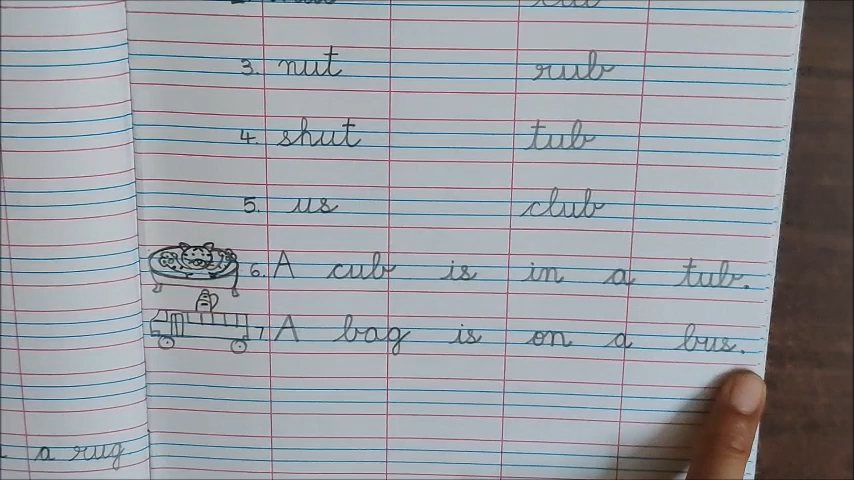 3. nut rub
4. shut tub
5. us club
6. A cub is in a tub.
7. A bag is on a bus.
a rug